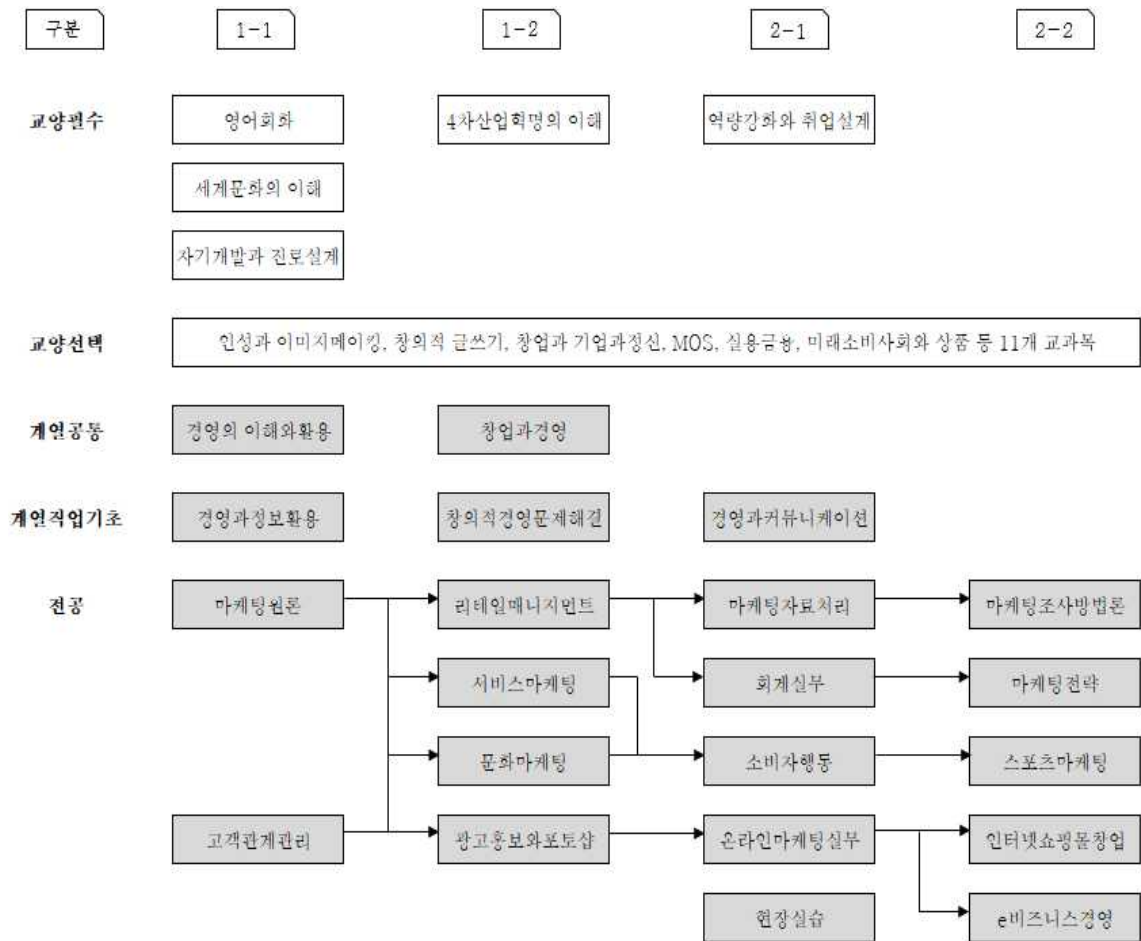 구분 1-1 1-2 2-1 2-2
교양필수 영어회화 4차산업혁명의 이해 역량강화와 취업설계
세계문화의 이해
자기개발과 진로설계
교양선택 인성과 이미지메이킹, 창의적 글쓰기, 창업과 기업과정신, MOS, 실용금융, 미래소비사회와 상품 등 11개 교과목
계열공통 경영의 이해와활용 창업과경영
계열직업기초 경영과정보활용 창의적경영문제해결 경영과커뮤니케이션
전공 마케팅원론 리테일매니지먼트 마케팅자료처리 마케팅조사방법론
서비스마케팅 회계실무 마케팅전략
문화마케팅 소비자행동 스포츠마케팅
고객관계관리 광고홍보와포토샵 온라인마케팅실무 인터넷쇼핑몰창업
현장실습 e비즈니스경영